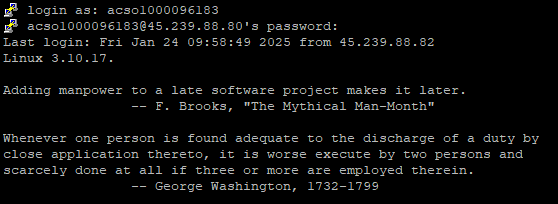 login as: acso1000096183
acso1000096183@45.239.88.80's password:
Last login: Fri Jan 24 09:58:49 2025 from 45.239.88.82
Linux 3.10.17.
Adding manpower to a late software project makes it later.
-- F. Brooks, "The Mythical Man-Month"
Whenever one person is found adequate to the discharge of a duty by
close application thereto, it is worse execute by two persons and
scarcely done at all if three or more are employed therein.
-- George Washington, 1732-1799